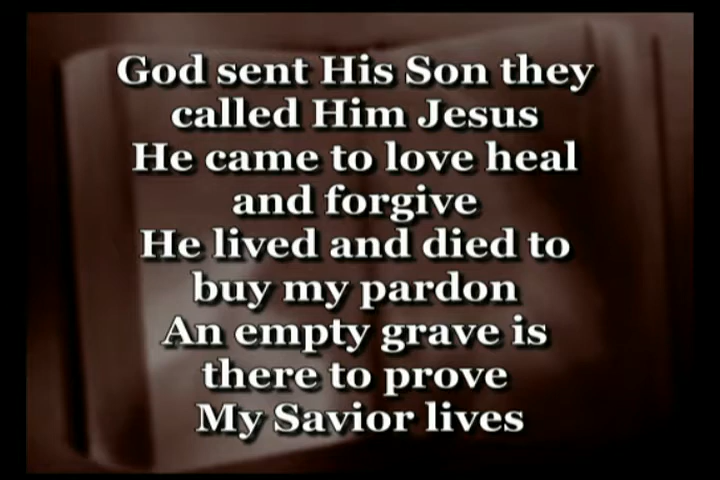 God sent His Son they
called Him Jesus
He came to love heal
and forgive
He lived and died to
buy my pardon
An empty grave is
there to prove
My Savior lives